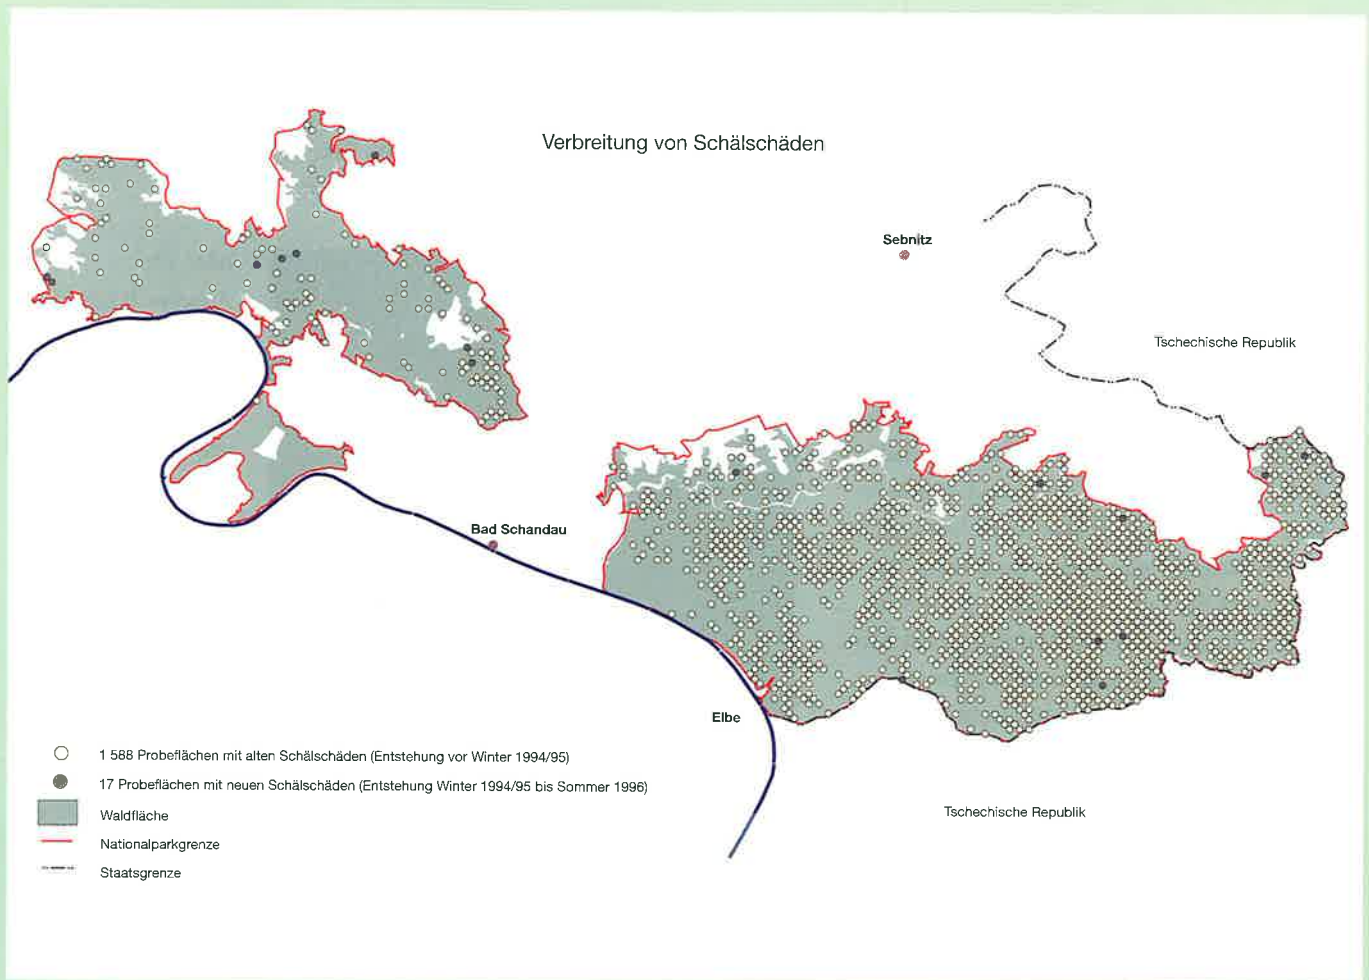 Verbreitung von Schälschäden
Sebnitz
Tschechische Republik
Bad Schandau
Elbe
1 588 Probeflächen mit alten Schälschäden (Entstehung vor Winter 1994/95)
17 Probeflächen mit neuen Schälschäden (Entstehung Winter 1994/95 bis Sommer 1996)
Waldfläche
Tschechische Republik
Nationalparkgrenze
Staatsgrenze